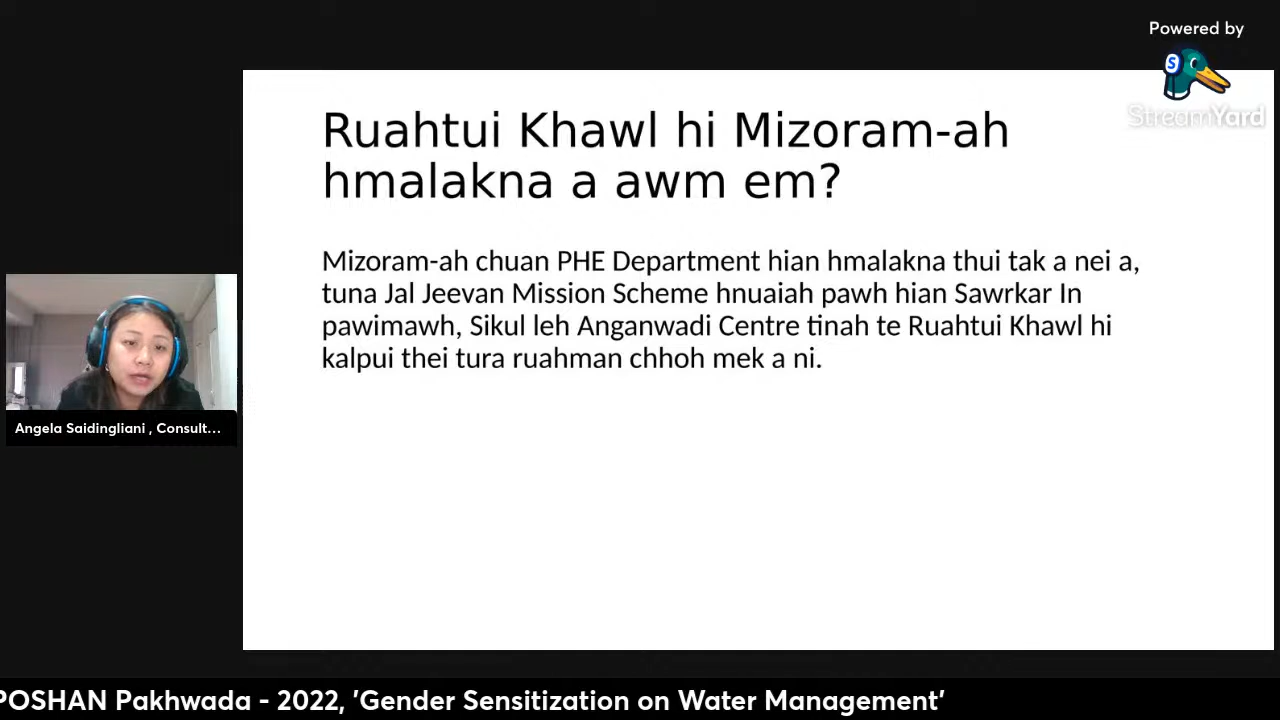 Powered by
S
StreamYard
Ruahtui Khawl hi Mizoram-ah
hmalakna a awm em?
Mizoram-ah chuan PHE Department hian hmalakna thui tak a nei a,
tuna Jal Jeevan Mission Scheme hnuaiah pawh hian Sawrkar In
pawimawh, Sikul leh Anganwadi Centre tinah te Ruahtui Khawl hi
kalpui thei tura ruahman chhoh mek a ni.
Angela Saidingliani , Consult...
POSHAN Pakhwada - 2022, 'Gender Sensitization on Water Management'